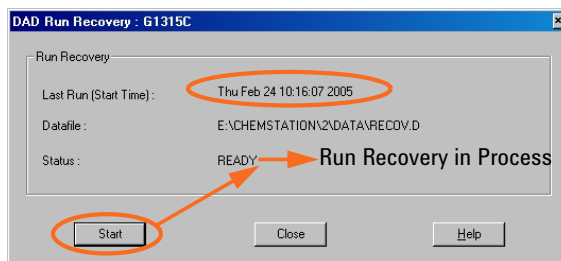 DAD Run Recovery : G1315C
Run Recovery
Last Run (Start Time) : Thu Feb 24 10:16:07 2005
Datafile : E:\CHEMSTATION\2\DATA\RECOV.D
Status : READY Run Recovery in Process
Start Close Help